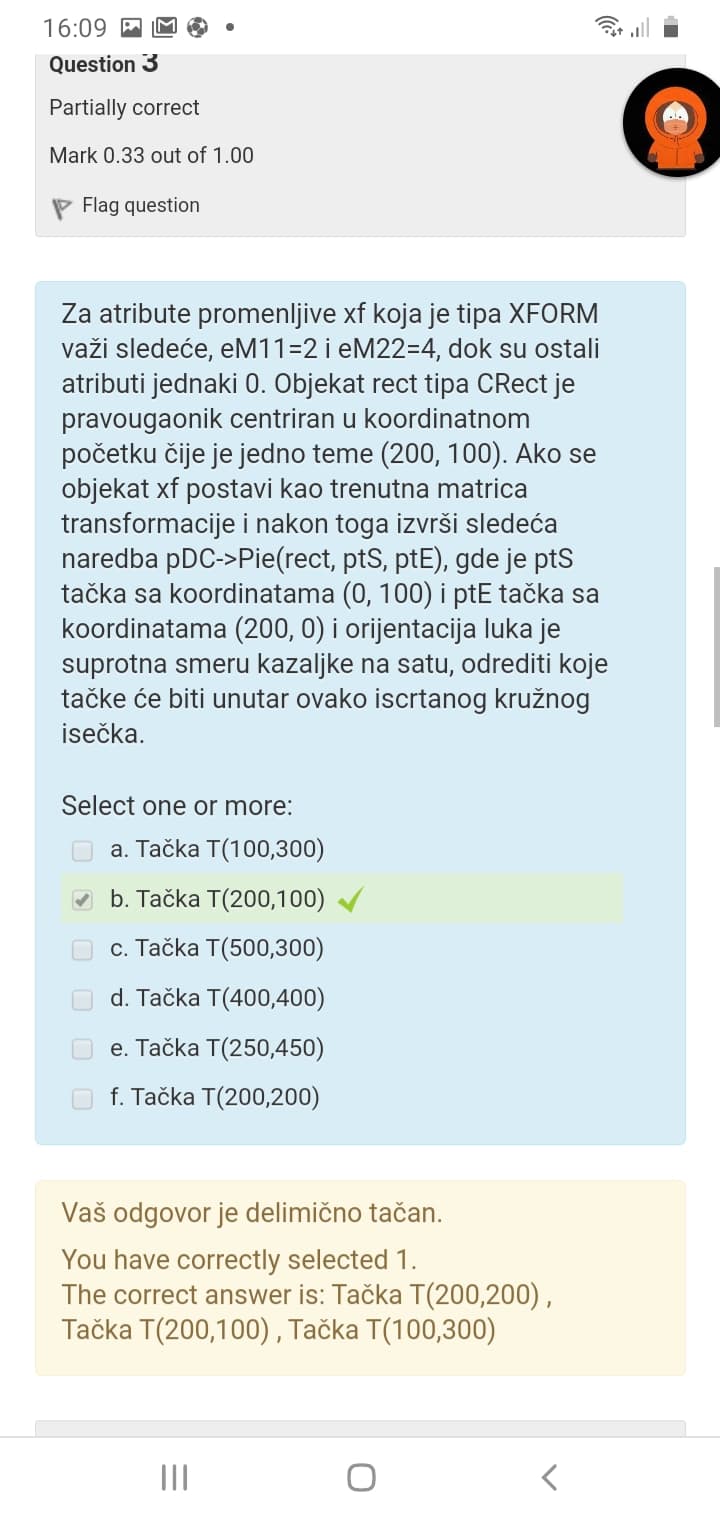 16:09
Question 3
Partially correct
Mark 0.33 out of 1.00
Flag question
Za atribute promenljive xf koja je tipa XFORM
važi sledeće, eM11=2 i eM22=4, dok su ostali
atributi jednaki 0. Objekat rect tipa CRect je
pravougaonik centriran u koordinatnom
početku čije je jedno teme (200, 100). Ako se
objekat xf postavi kao trenutna matrica
transformacije i nakon toga izvrši sledeća
naredba pDC->Pie(rect, ptS, ptE), gde je ptS
tačka sa koordinatama (0, 100) i ptE tačka sa
koordinatama (200, 0) i orijentacija luka je
suprotna smeru kazaljke na satu, odrediti koje
tačke će biti unutar ovako iscrtanog kružnog
isečka.
Select one or more:
a. Tačka T(100,300)
b. Tačka T(200,100)
c. Tačka T(500,300)
d. Tačka T(400,400)
e. Tačka T(250,450)
f. Tačka T(200,200)
Vaš odgovor je delimično tačan.
You have correctly selected 1.
The correct answer is: Tačka T(200,200) ,
Tačka T(200,100) , Tačka T(100,300)